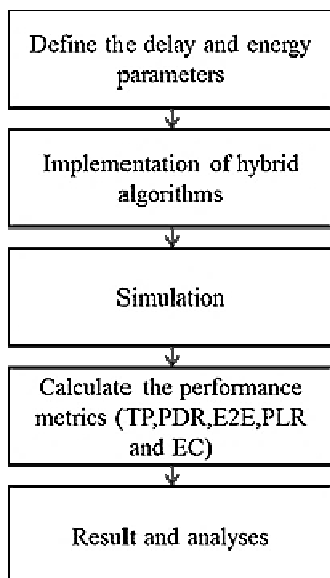 Define the delay and energy
parameters
Implementation of hybrid
algorithms
Simulation
Calculate the performance
metrics (TP,PDR,E2E,PLR
and EC)
Result and analyses